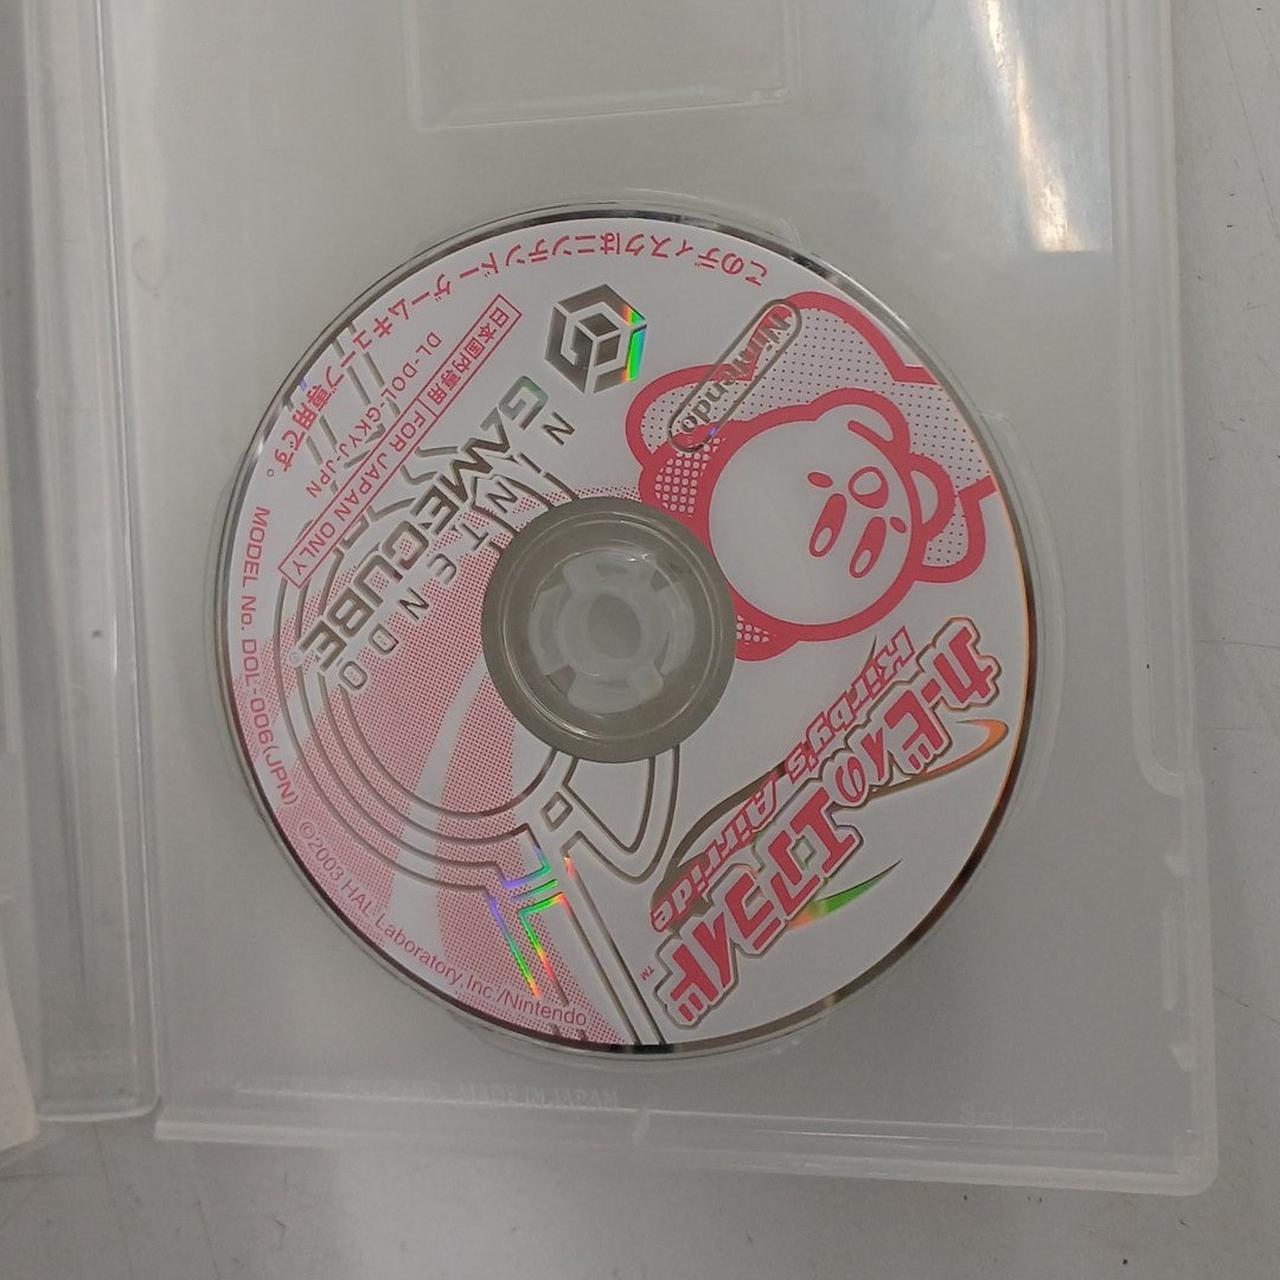 このディスクはニンテンドー ゲームキューブ専用です。
Nintendo
NINTENDO
GAMECUBE
DL-DOL-GKYJ-JPN
日本国内専用 FOR JAPAN ONLY
MODEL No. DOL-006(JPN)
カービィのエアライド
Kirby's Airride
TM
©2003 HAL Laboratory, Inc./Nintendo
MADE IN JAPAN